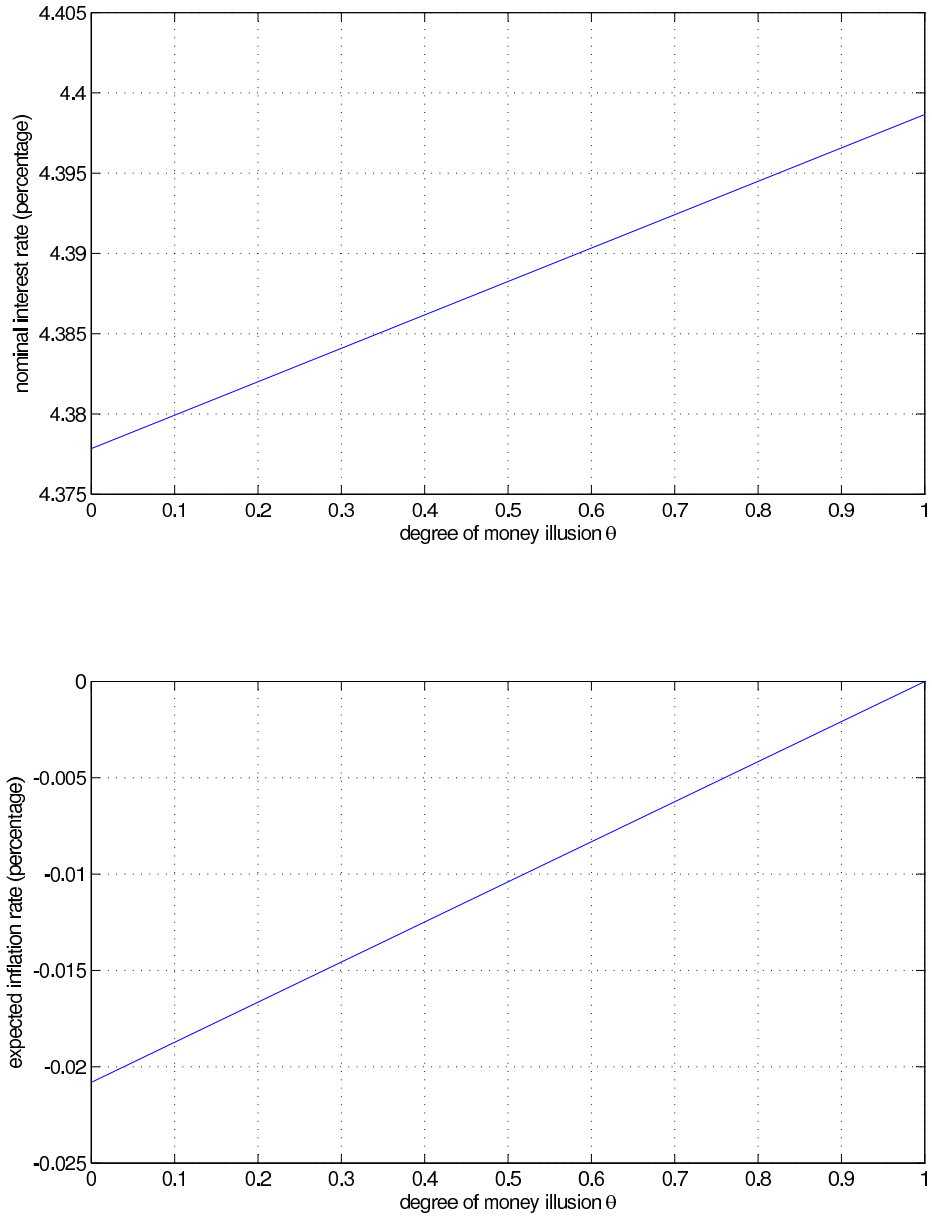 4.405
4.4
4.395
4.39
4.385
4.38
4.375
nominal interest rate (percentage)
0 0.1 0.2 0.3 0.4 0.5 0.6 0.7 0.8 0.9 1
degree of money illusion θ
0
-0.005
-0.01
-0.015
-0.02
-0.025
expected inflation rate (percentage)
0 0.1 0.2 0.3 0.4 0.5 0.6 0.7 0.8 0.9 1
degree of money illusion θ